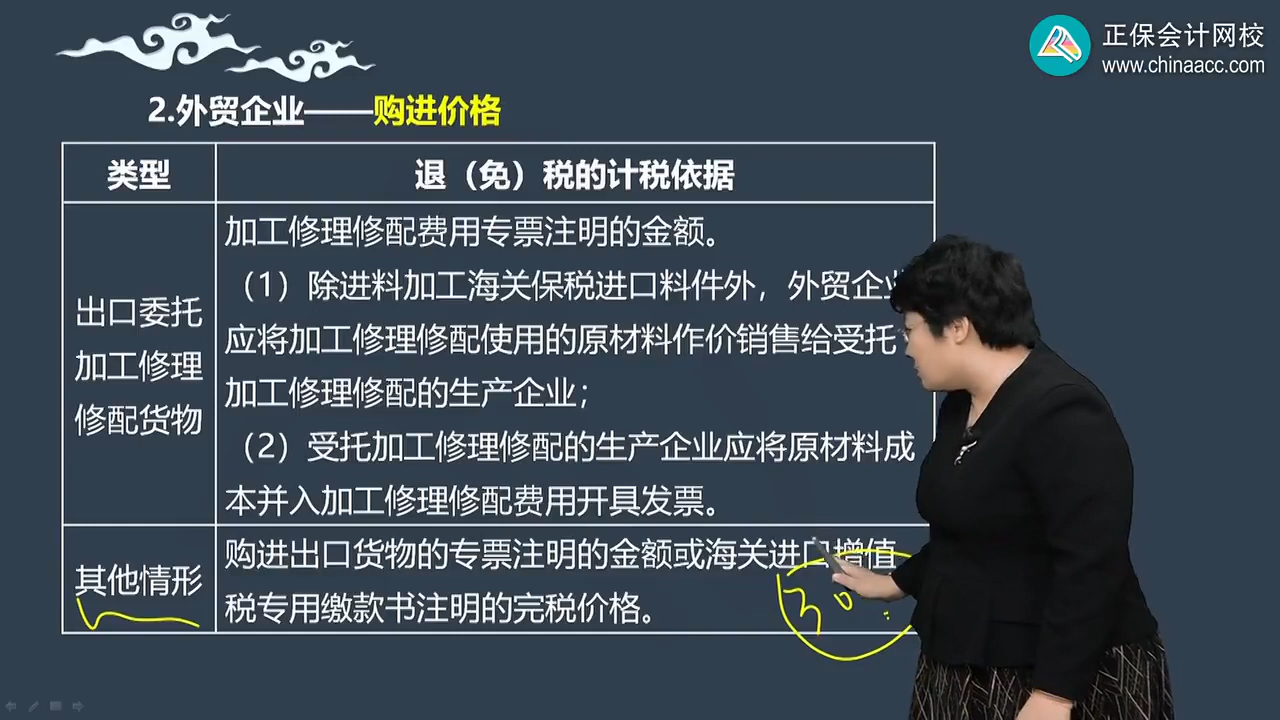 正保会计网校
www.chinaacc.com
2.外贸企业——购进价格
类型
退（免）税的计税依据
出口委托
加工修理
修配货物
加工修理修配费用专票注明的金额。
（1）除进料加工海关保税进口料件外，外贸企业
应将加工修理修配使用的原材料作价销售给受托
加工修理修配的生产企业；
（2）受托加工修理修配的生产企业应将原材料成
本并入加工修理修配费用开具发票。
其他情形
购进出口货物的专票注明的金额或海关进口增值
税专用缴款书注明的完税价格。
30